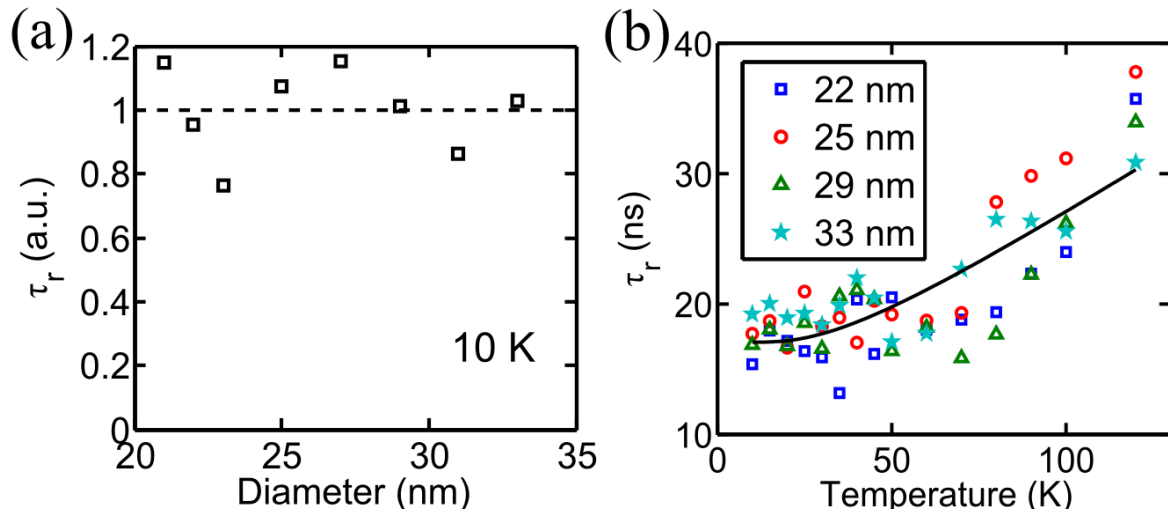 (a)
1.2
1
0.8
0.6
0.4
0.2
0
τr (a.u.)
10 K
20 25 30 35
Diameter (nm)
(b)
40
30
20
10
τr (ns)
22 nm
25 nm
29 nm
33 nm
0 50 100
Temperature (K)